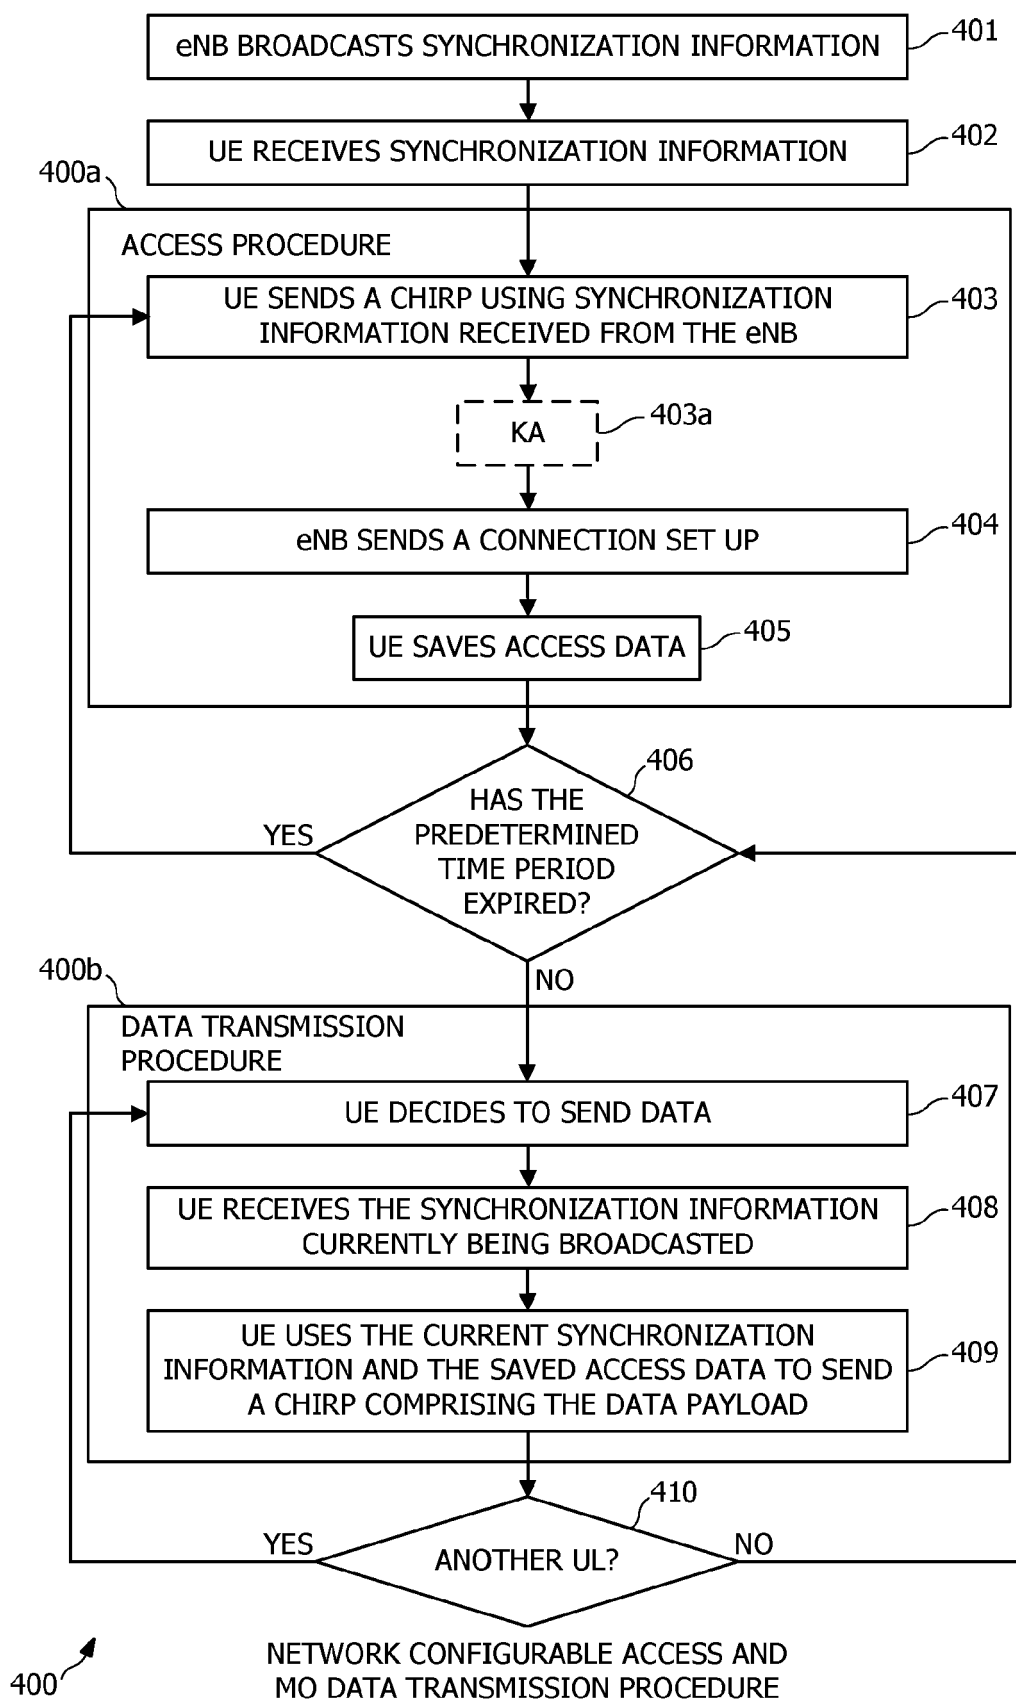 eNB BROADCASTS SYNCHRONIZATION INFORMATION
401
UE RECEIVES SYNCHRONIZATION INFORMATION
402
400a
ACCESS PROCEDURE
UE SENDS A CHIRP USING SYNCHRONIZATION
INFORMATION RECEIVED FROM THE eNB
403
KA
403a
eNB SENDS A CONNECTION SET UP
404
UE SAVES ACCESS DATA
405
406
HAS THE
PREDETERMINED
TIME PERIOD
EXPIRED?
YES
NO
400b
DATA TRANSMISSION
PROCEDURE
UE DECIDES TO SEND DATA
407
UE RECEIVES THE SYNCHRONIZATION INFORMATION
CURRENTLY BEING BROADCASTED
408
UE USES THE CURRENT SYNCHRONIZATION
INFORMATION AND THE SAVED ACCESS DATA TO SEND
A CHIRP COMPRISING THE DATA PAYLOAD
409
410
YES
ANOTHER UL?
NO
400
NETWORK CONFIGURABLE ACCESS AND
MO DATA TRANSMISSION PROCEDURE